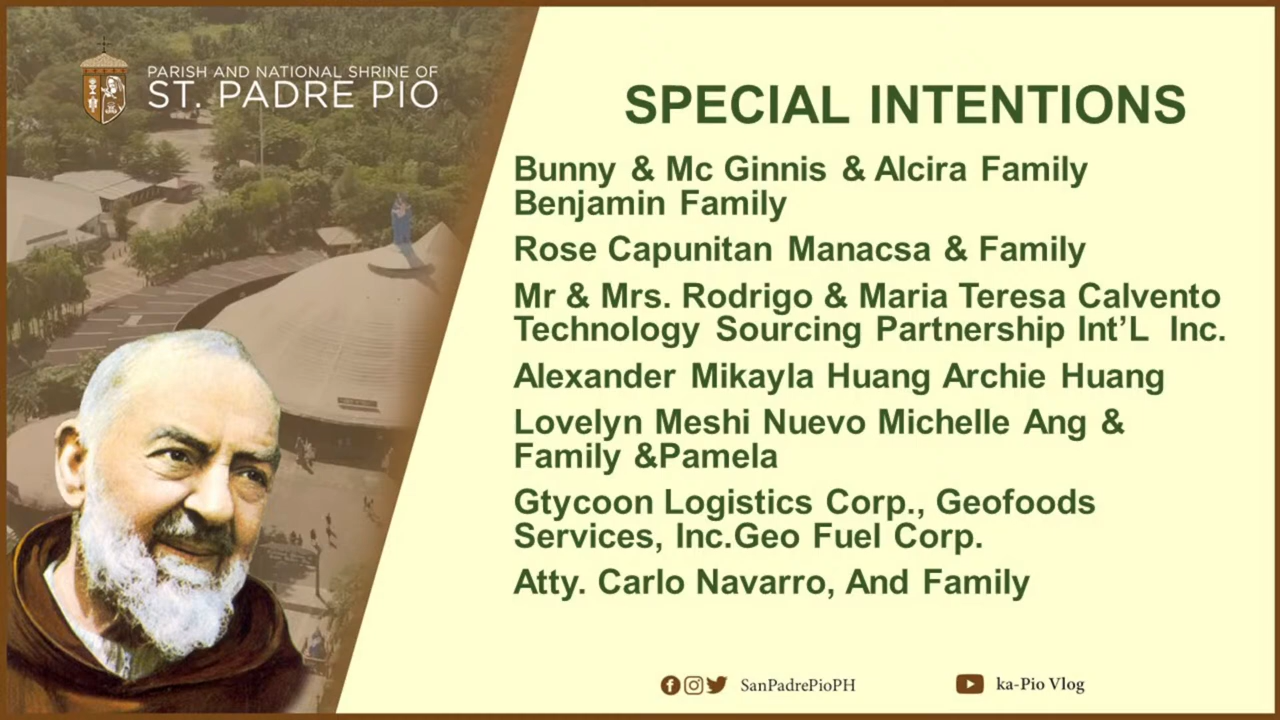 PARISH AND NATIONAL SHRINE OF
ST. PADRE PIO
SPECIAL INTENTIONS
Bunny & Mc Ginnis & Alcira Family
Benjamin Family
Rose Capunitan Manacsa & Family
Mr & Mrs. Rodrigo & Maria Teresa Calvento
Technology Sourcing Partnership Int’L Inc.
Alexander Mikayla Huang Archie Huang
Lovelyn Meshi Nuevo Michelle Ang &
Family &Pamela
Gtycoon Logistics Corp., Geofoods
Services, Inc.Geo Fuel Corp.
Atty. Carlo Navarro, And Family
SanPadrePioPH
ka-Pio Vlog